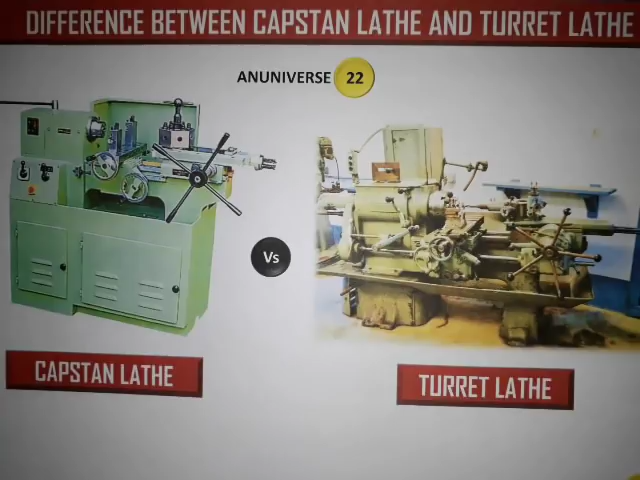 DIFFERENCE BETWEEN CAPSTAN LATHE AND TURRET LATHE
ANUNIVERSE 22
Vs
CAPSTAN LATHE
TURRET LATHE